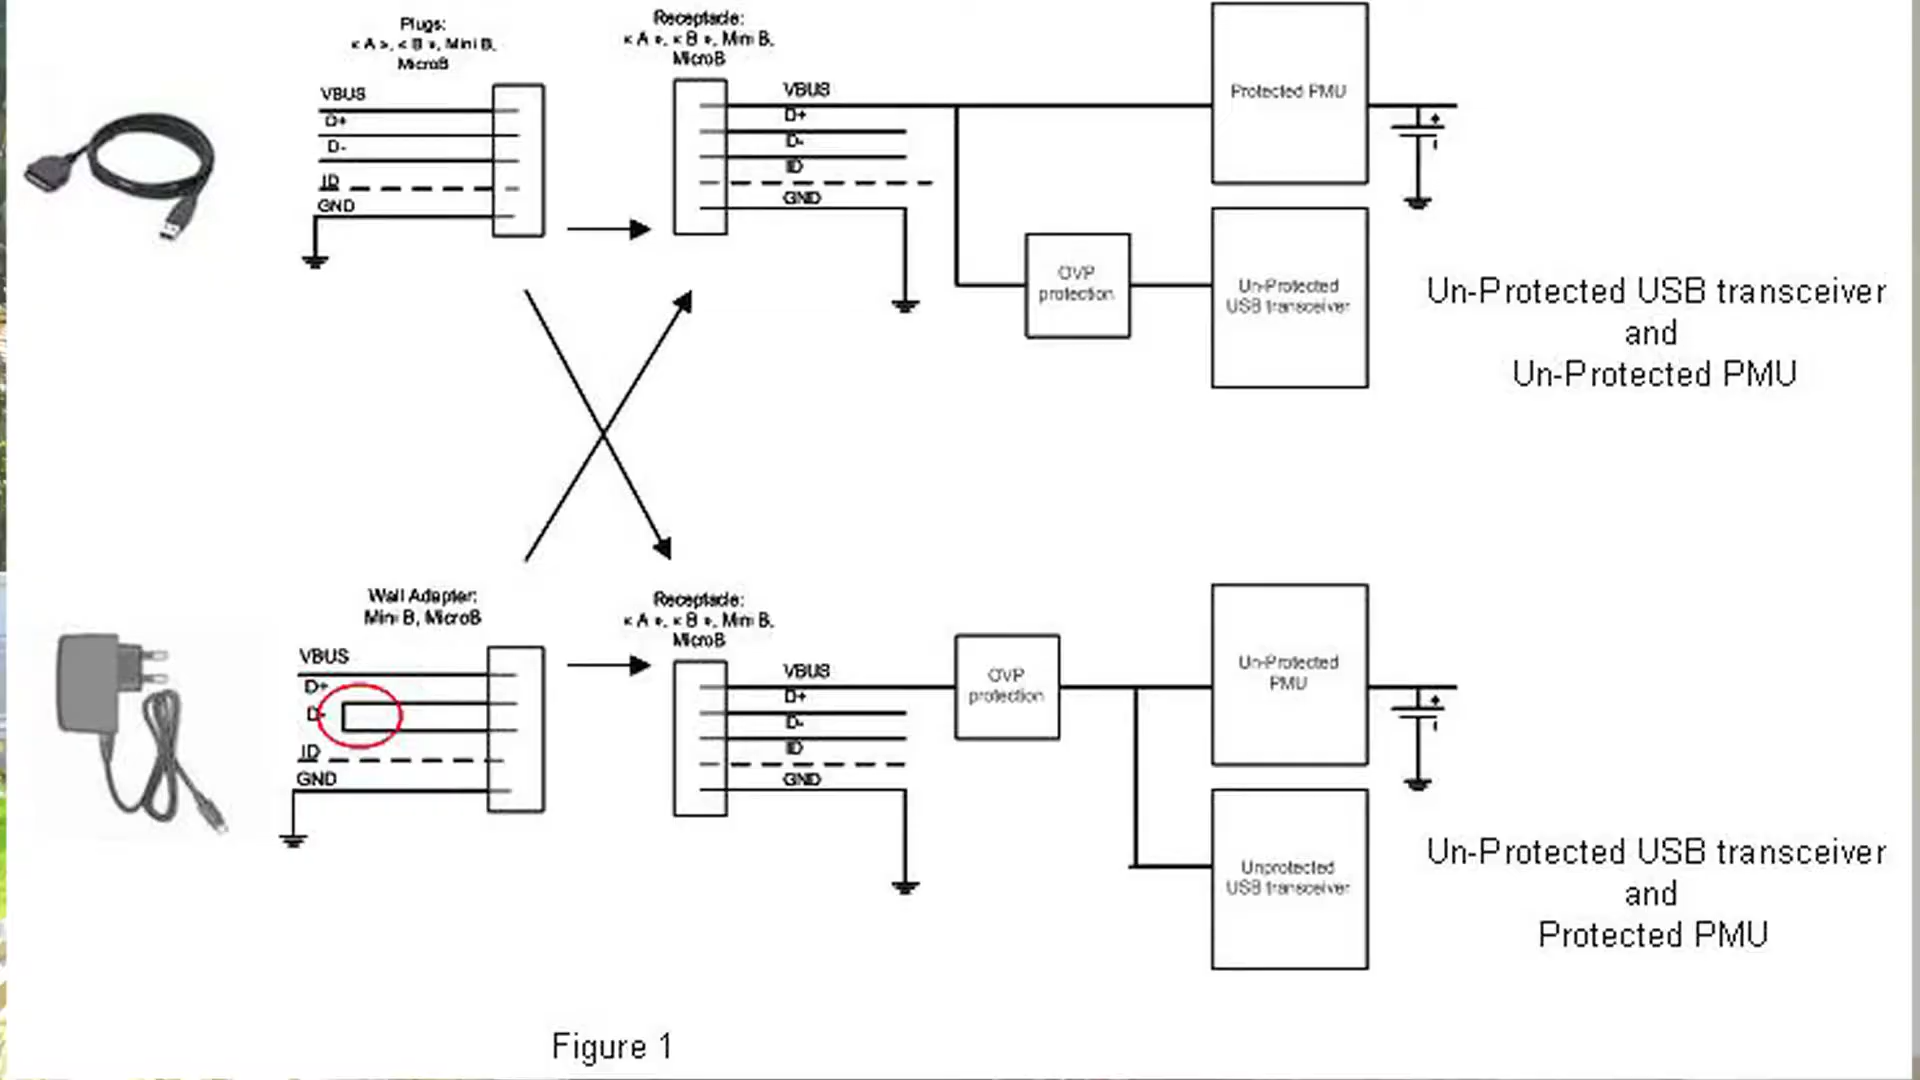 Plugs:
« A », « B », Mini B,
MicroB
VBUS
D+
D-
ID
GND
Receptacle:
« A », « B », Mini B,
MicroB
VBUS
D+
D-
ID
GND
Protected PMU
+
OVP
protection
Un-Protected
USB transceiver
Un-Protected USB transceiver
and
Un-Protected PMU
Wall Adapter:
Mini B, MicroB
VBUS
D+
D-
ID
GND
Receptacle:
« A », « B », Mini B,
MicroB
VBUS
D+
D-
ID
GND
OVP
protection
Un-Protected
PMU
+
Unprotected
USB transceiver
Un-Protected USB transceiver
and
Protected PMU
Figure 1